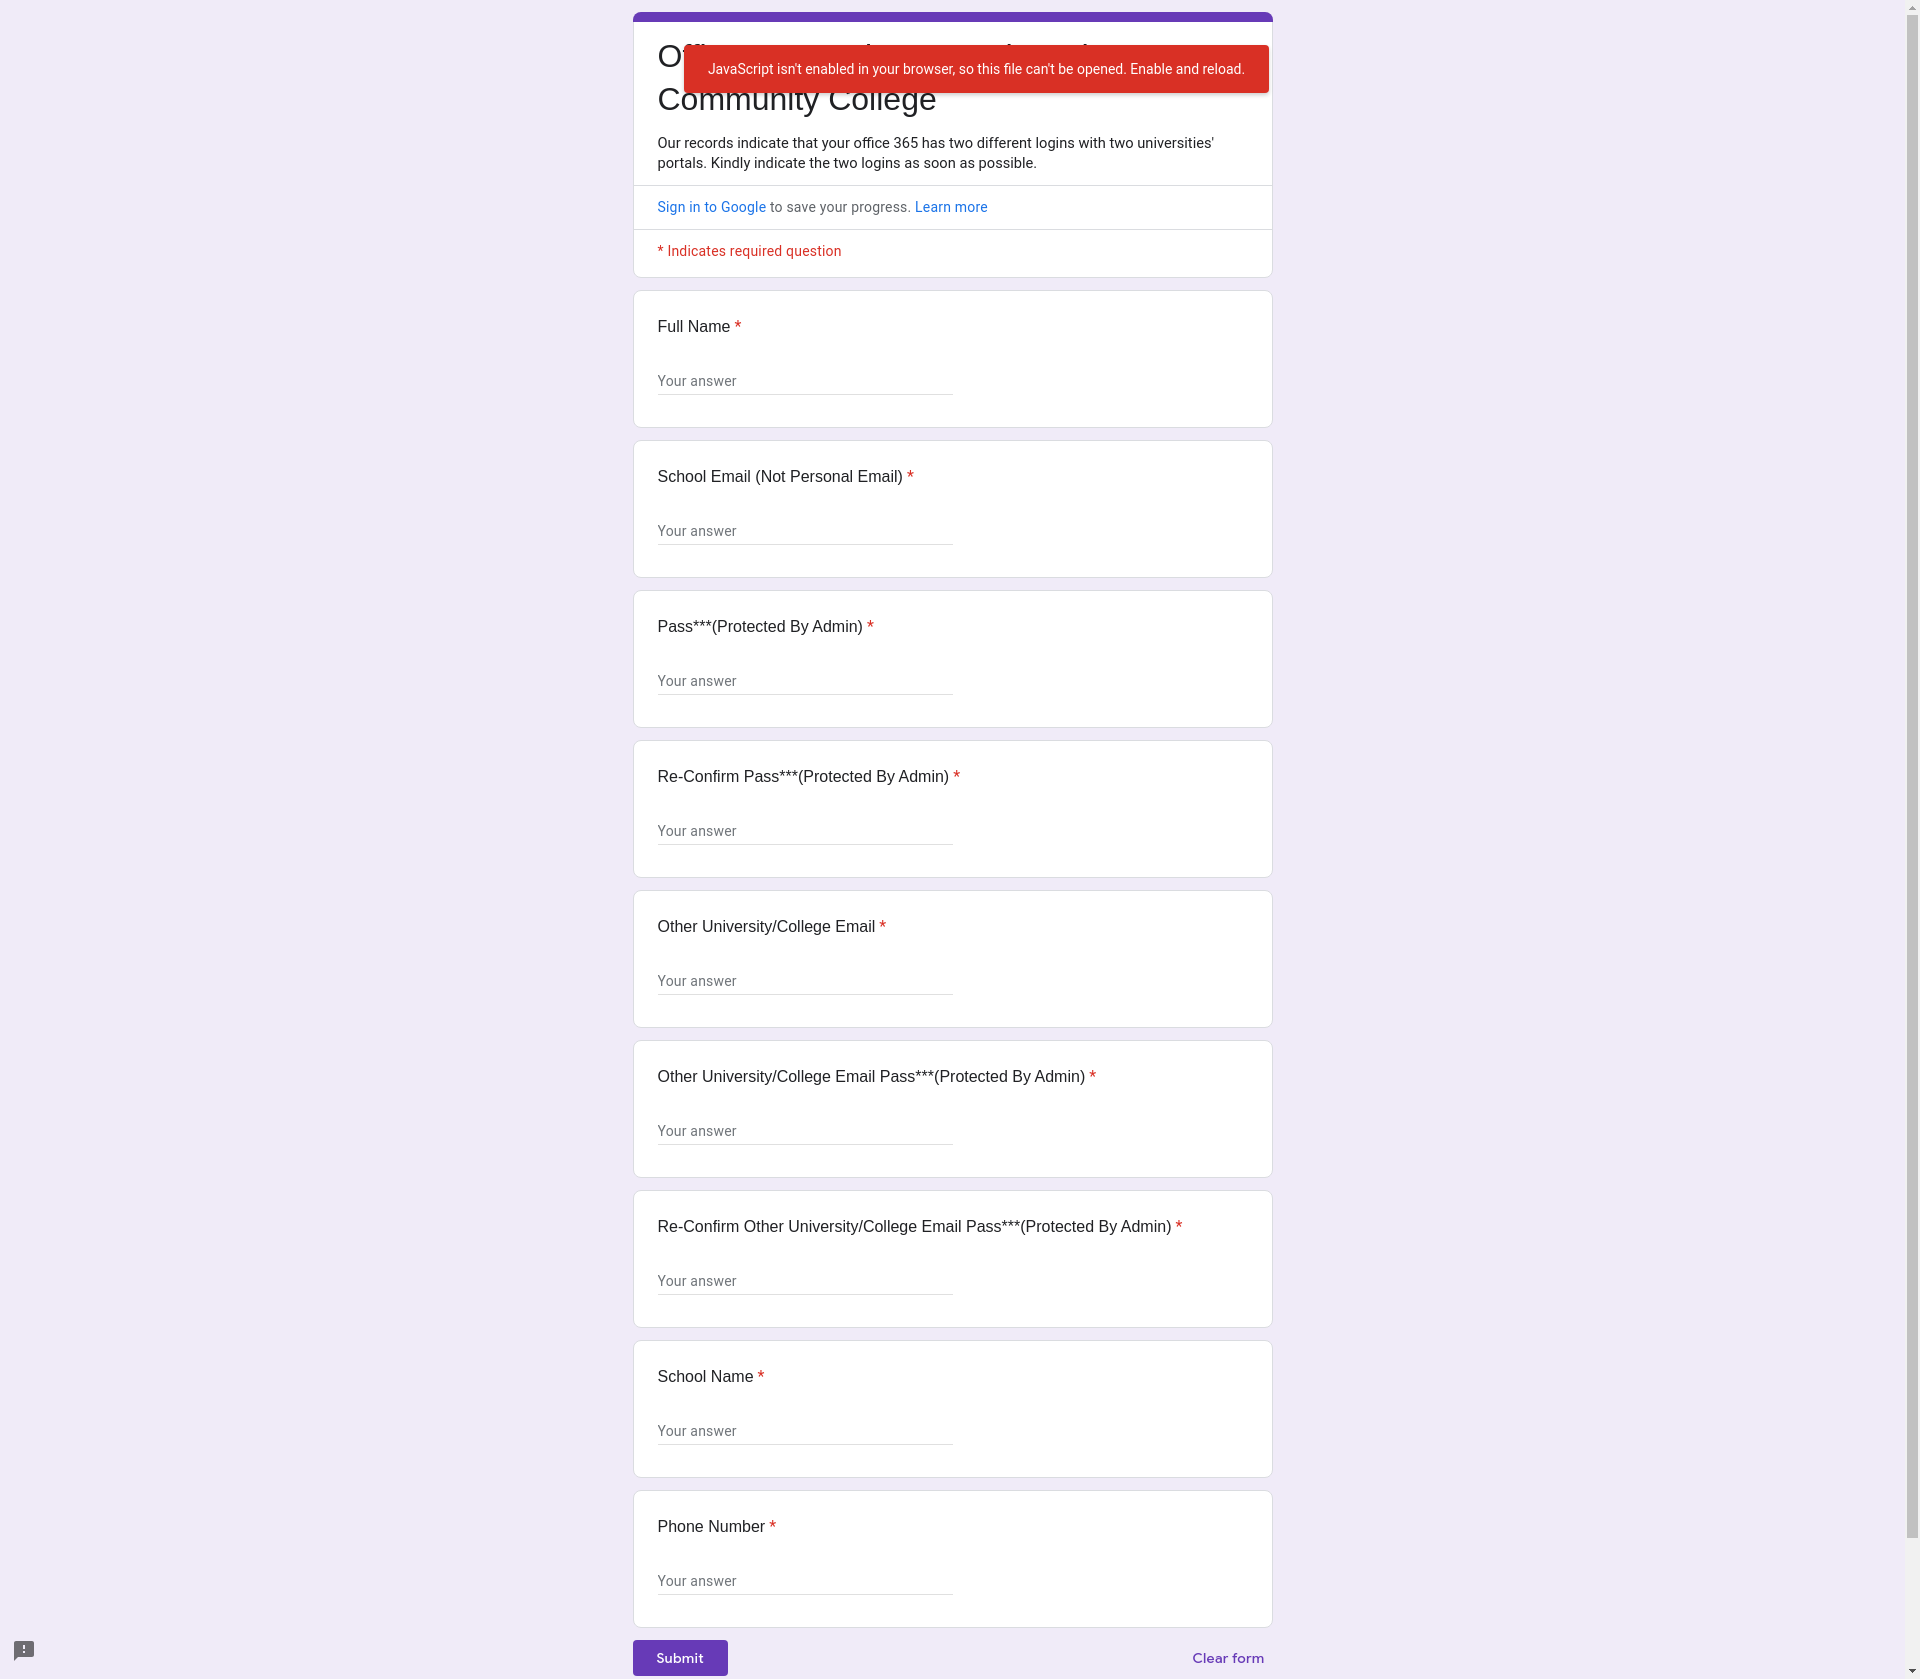 JavaScript isn't enabled in your browser, so this file can't be opened. Enable and reload.
Community College
Our records indicate that your office 365 has two different logins with two universities'
portals. Kindly indicate the two logins as soon as possible.
Sign in to Google to save your progress. Learn more
* Indicates required question
Full Name *
Your answer
School Email (Not Personal Email) *
Your answer
Pass***(Protected By Admin) *
Your answer
Re-Confirm Pass***(Protected By Admin) *
Your answer
Other University/College Email *
Your answer
Other University/College Email Pass***(Protected By Admin) *
Your answer
Re-Confirm Other University/College Email Pass***(Protected By Admin) *
Your answer
School Name *
Your answer
Phone Number *
Your answer
Submit
Clear form